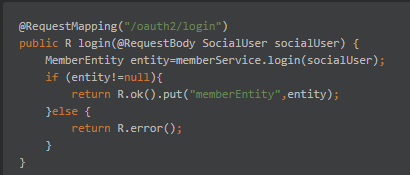 @RequestMapping("/oauth2/login")
public R login(@RequestBody SocialUser socialUser) {
    MemberEntity entity=memberService.login(socialUser);
    if (entity!=null){
        return R.ok().put("memberEntity",entity);
    }else {
        return R.error();
    }
}